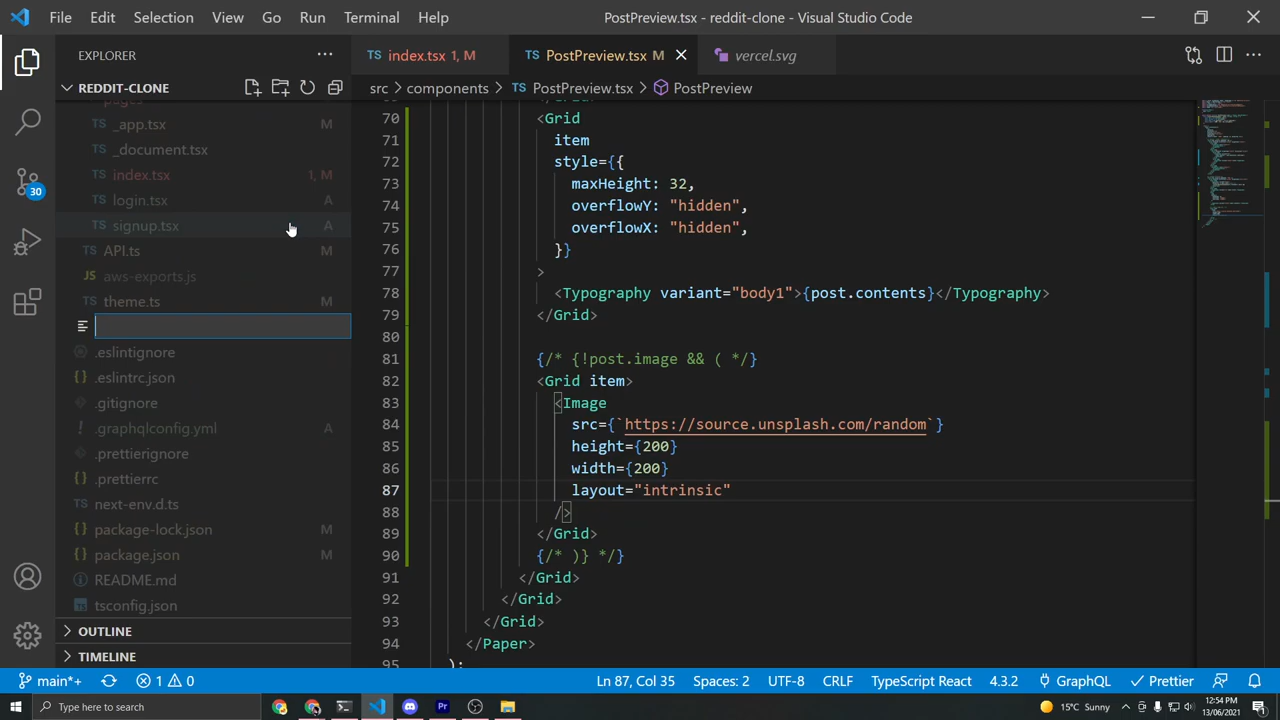 File Edit Selection View Go Run Terminal Help
PostPreview.tsx - reddit-clone - Visual Studio Code
EXPLORER
TS index.tsx 1, M
TS PostPreview.tsx M
vercel.svg
REDDIT-CLONE
src > components > TS PostPreview.tsx > PostPreview
pages
TS _app.tsx M
TS _document.tsx M
TS index.tsx 1, M
TS login.tsx A
TS signup.tsx A
TS API.ts M
JS aws-exports.js
TS theme.ts M
.eslintignore
{} .eslintrc.json
.gitignore
{} .graphqlconfig.yml A
.prettierignore
{} .prettierrc
TS next-env.d.ts
{} package-lock.json M
{} package.json M
README.md
tsconfig.json
OUTLINE
TIMELINE
30
69 </Grid>
70 <Grid
71 item
72 style={{
73 maxHeight: 32,
74 overflowY: "hidden",
75 overflowX: "hidden",
76 }}
77 >
78 <Typography variant="body1">{post.contents}</Typography>
79 </Grid>
80
81 {/* {!post.image && ( */}
82 <Grid item>
83 <Image
84 src={`https://source.unsplash.com/random`}
85 height={200}
86 width={200}
87 layout="intrinsic"
88 />
89 </Grid>
90 {/* )} */}
91 </Grid>
92 </Grid>
93 </Grid>
94 </Paper>
95 );
main*+ 1 0
Ln 87, Col 35 Spaces: 2 UTF-8 CRLF TypeScript React 4.3.2 GraphQL Prettier
Type here to search
15°C Sunny
12:54 PM
13/06/2021